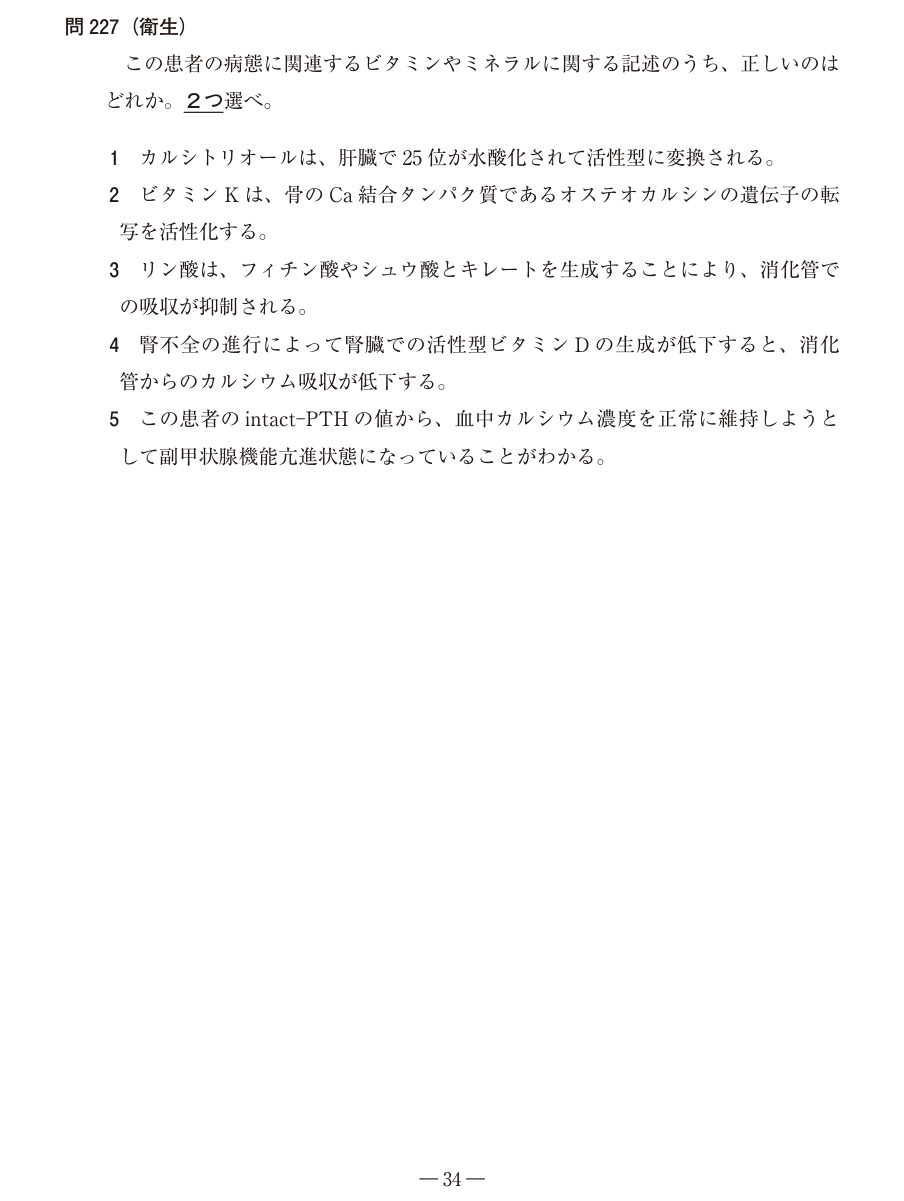 問 227（衛生）
この患者の病態に関連するビタミンやミネラルに関する記述のうち、正しいのは
どれか。２つ選べ。
1　カルシトリオールは、肝臓で 25 位が水酸化されて活性型に変換される。
2　ビタミン K は、骨の Ca 結合タンパク質であるオステオカルシンの遺伝子の転
写を活性化する。
3　リン酸は、フィチン酸やシュウ酸とキレートを生成することにより、消化管で
の吸収が抑制される。
4　腎不全の進行によって腎臓での活性型ビタミン D の生成が低下すると、消化
管からのカルシウム吸収が低下する。
5　この患者の intact-PTH の値から、血中カルシウム濃度を正常に維持しようと
して副甲状腺機能亢進状態になっていることがわかる。
— 34 —